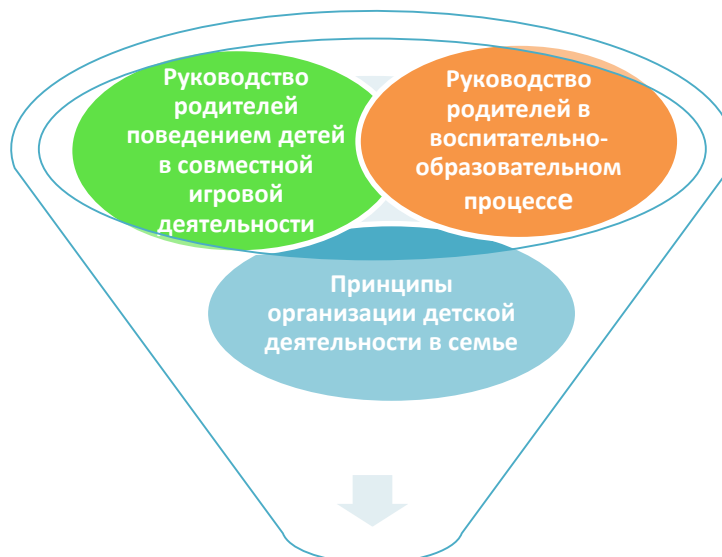 Руководство
родителей
поведением детей
в совместной
игровой
деятельности
Руководство
родителей в
воспитательно-
образовательном
процессе
Принципы
организации детской
деятельности в семье